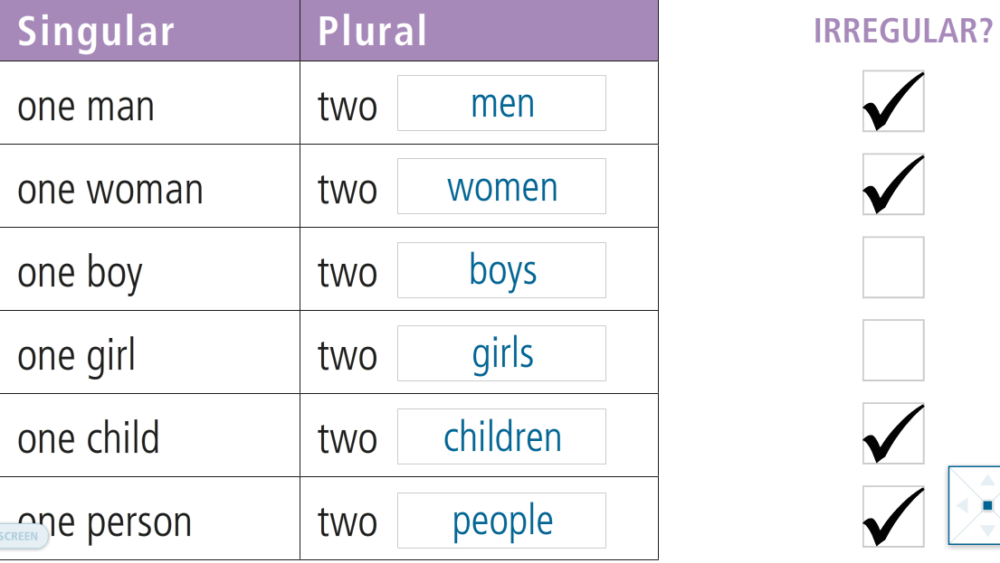 Singular Plural IRREGULAR?
one man two men
one woman two women
one boy two boys
one girl two girls
one child two children
one person two people
SCREEN